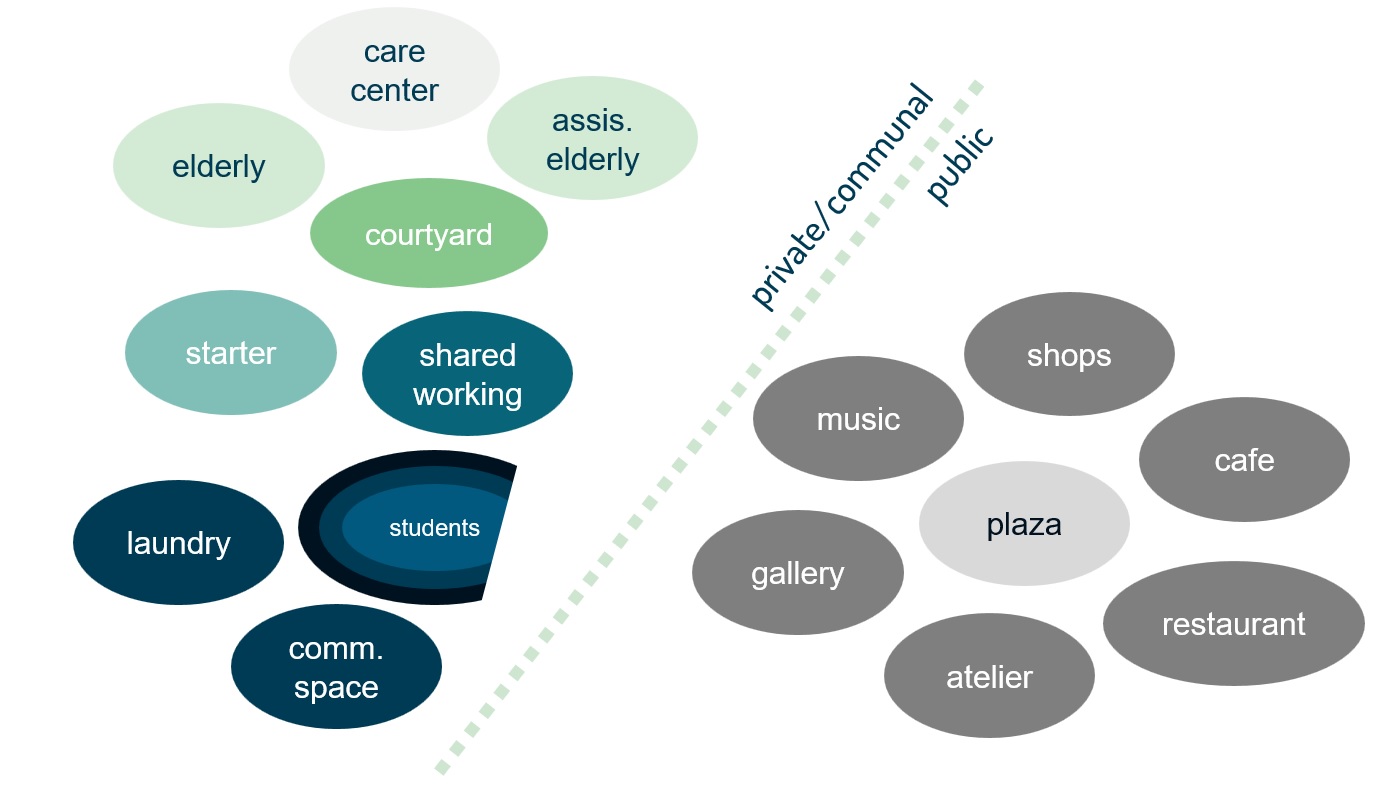 care
center
assis.
elderly
elderly
courtyard
private/communal
public
starter
shared
working
shops
music
cafe
students
laundry
plaza
gallery
restaurant
comm.
space
atelier